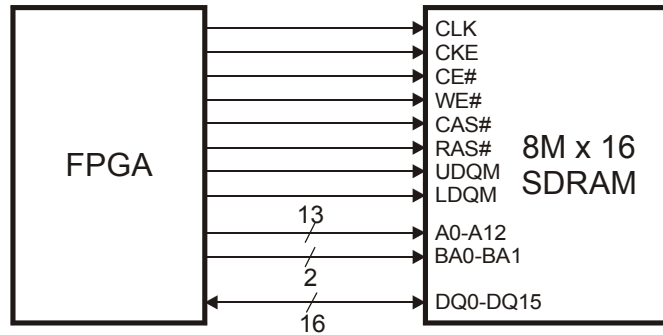 CLK
CKE
CE#
WE#
CAS#
RAS#
UDQM
LDQM
FPGA
8M x 16
SDRAM
13
A0-A12
BA0-BA1
2
DQ0-DQ15
16